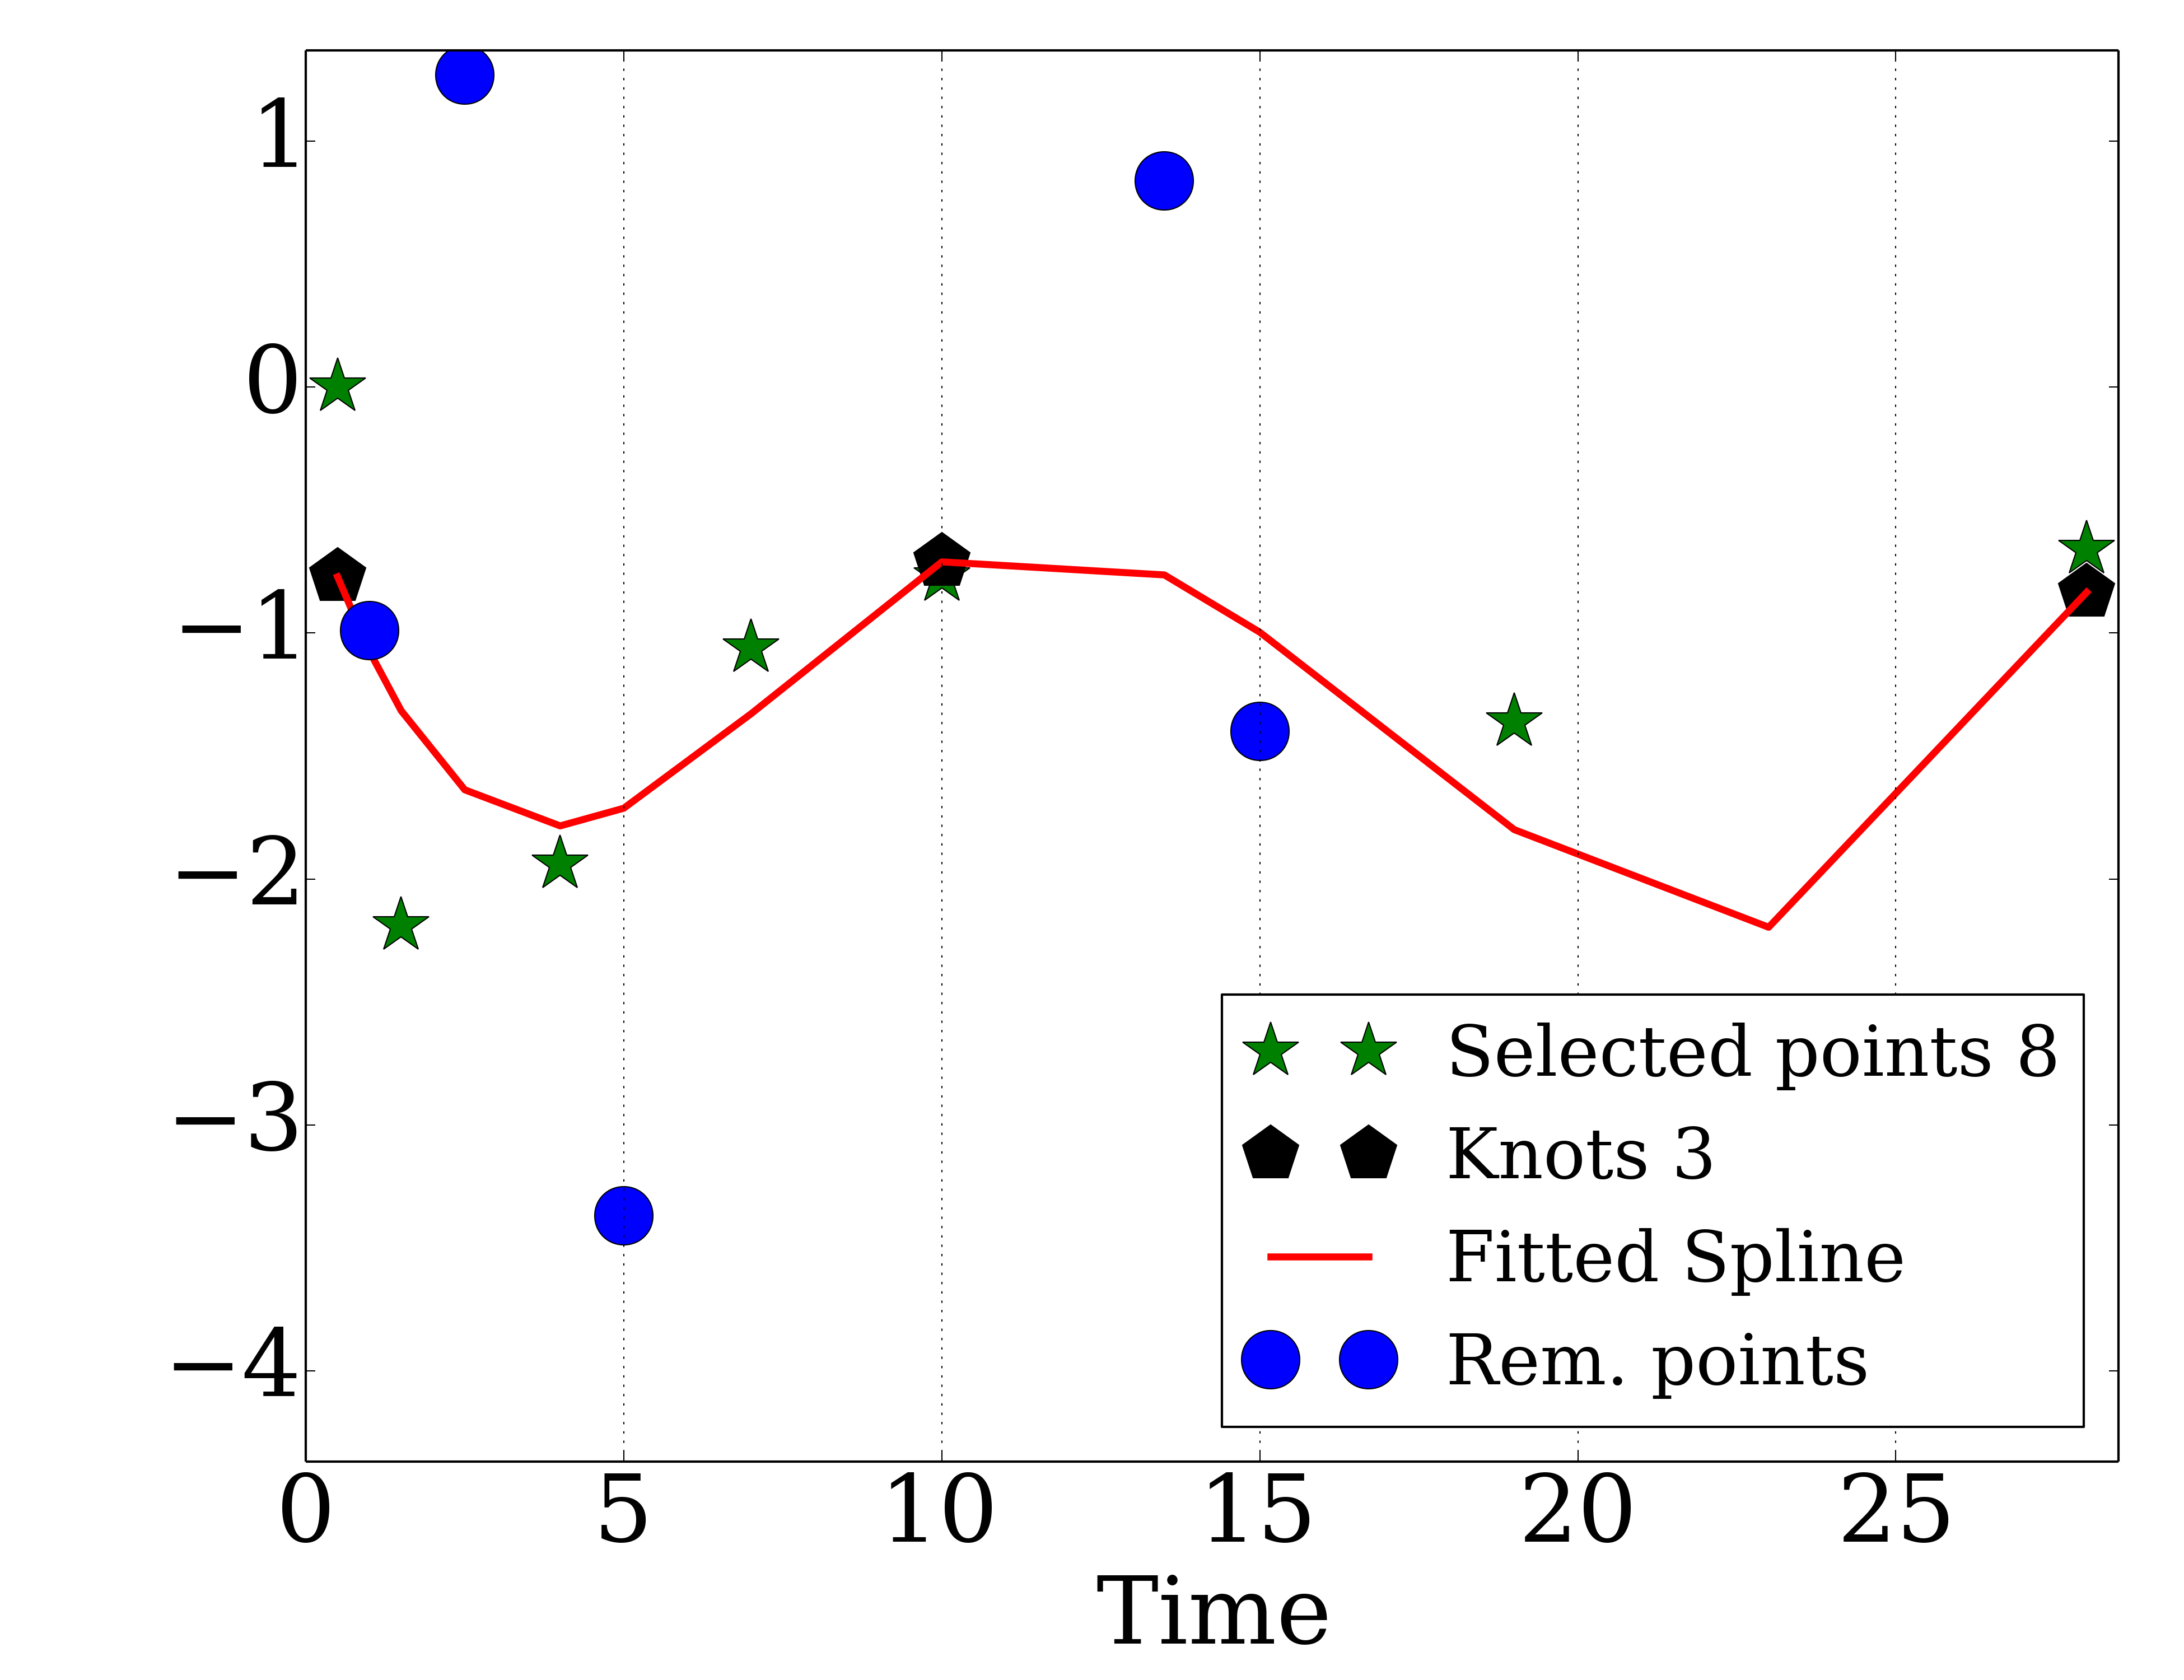 1
0
−1
−2
−3
−4
Selected points 8
Knots 3
Fitted Spline
Rem. points
0 5 10 15 20 25
Time